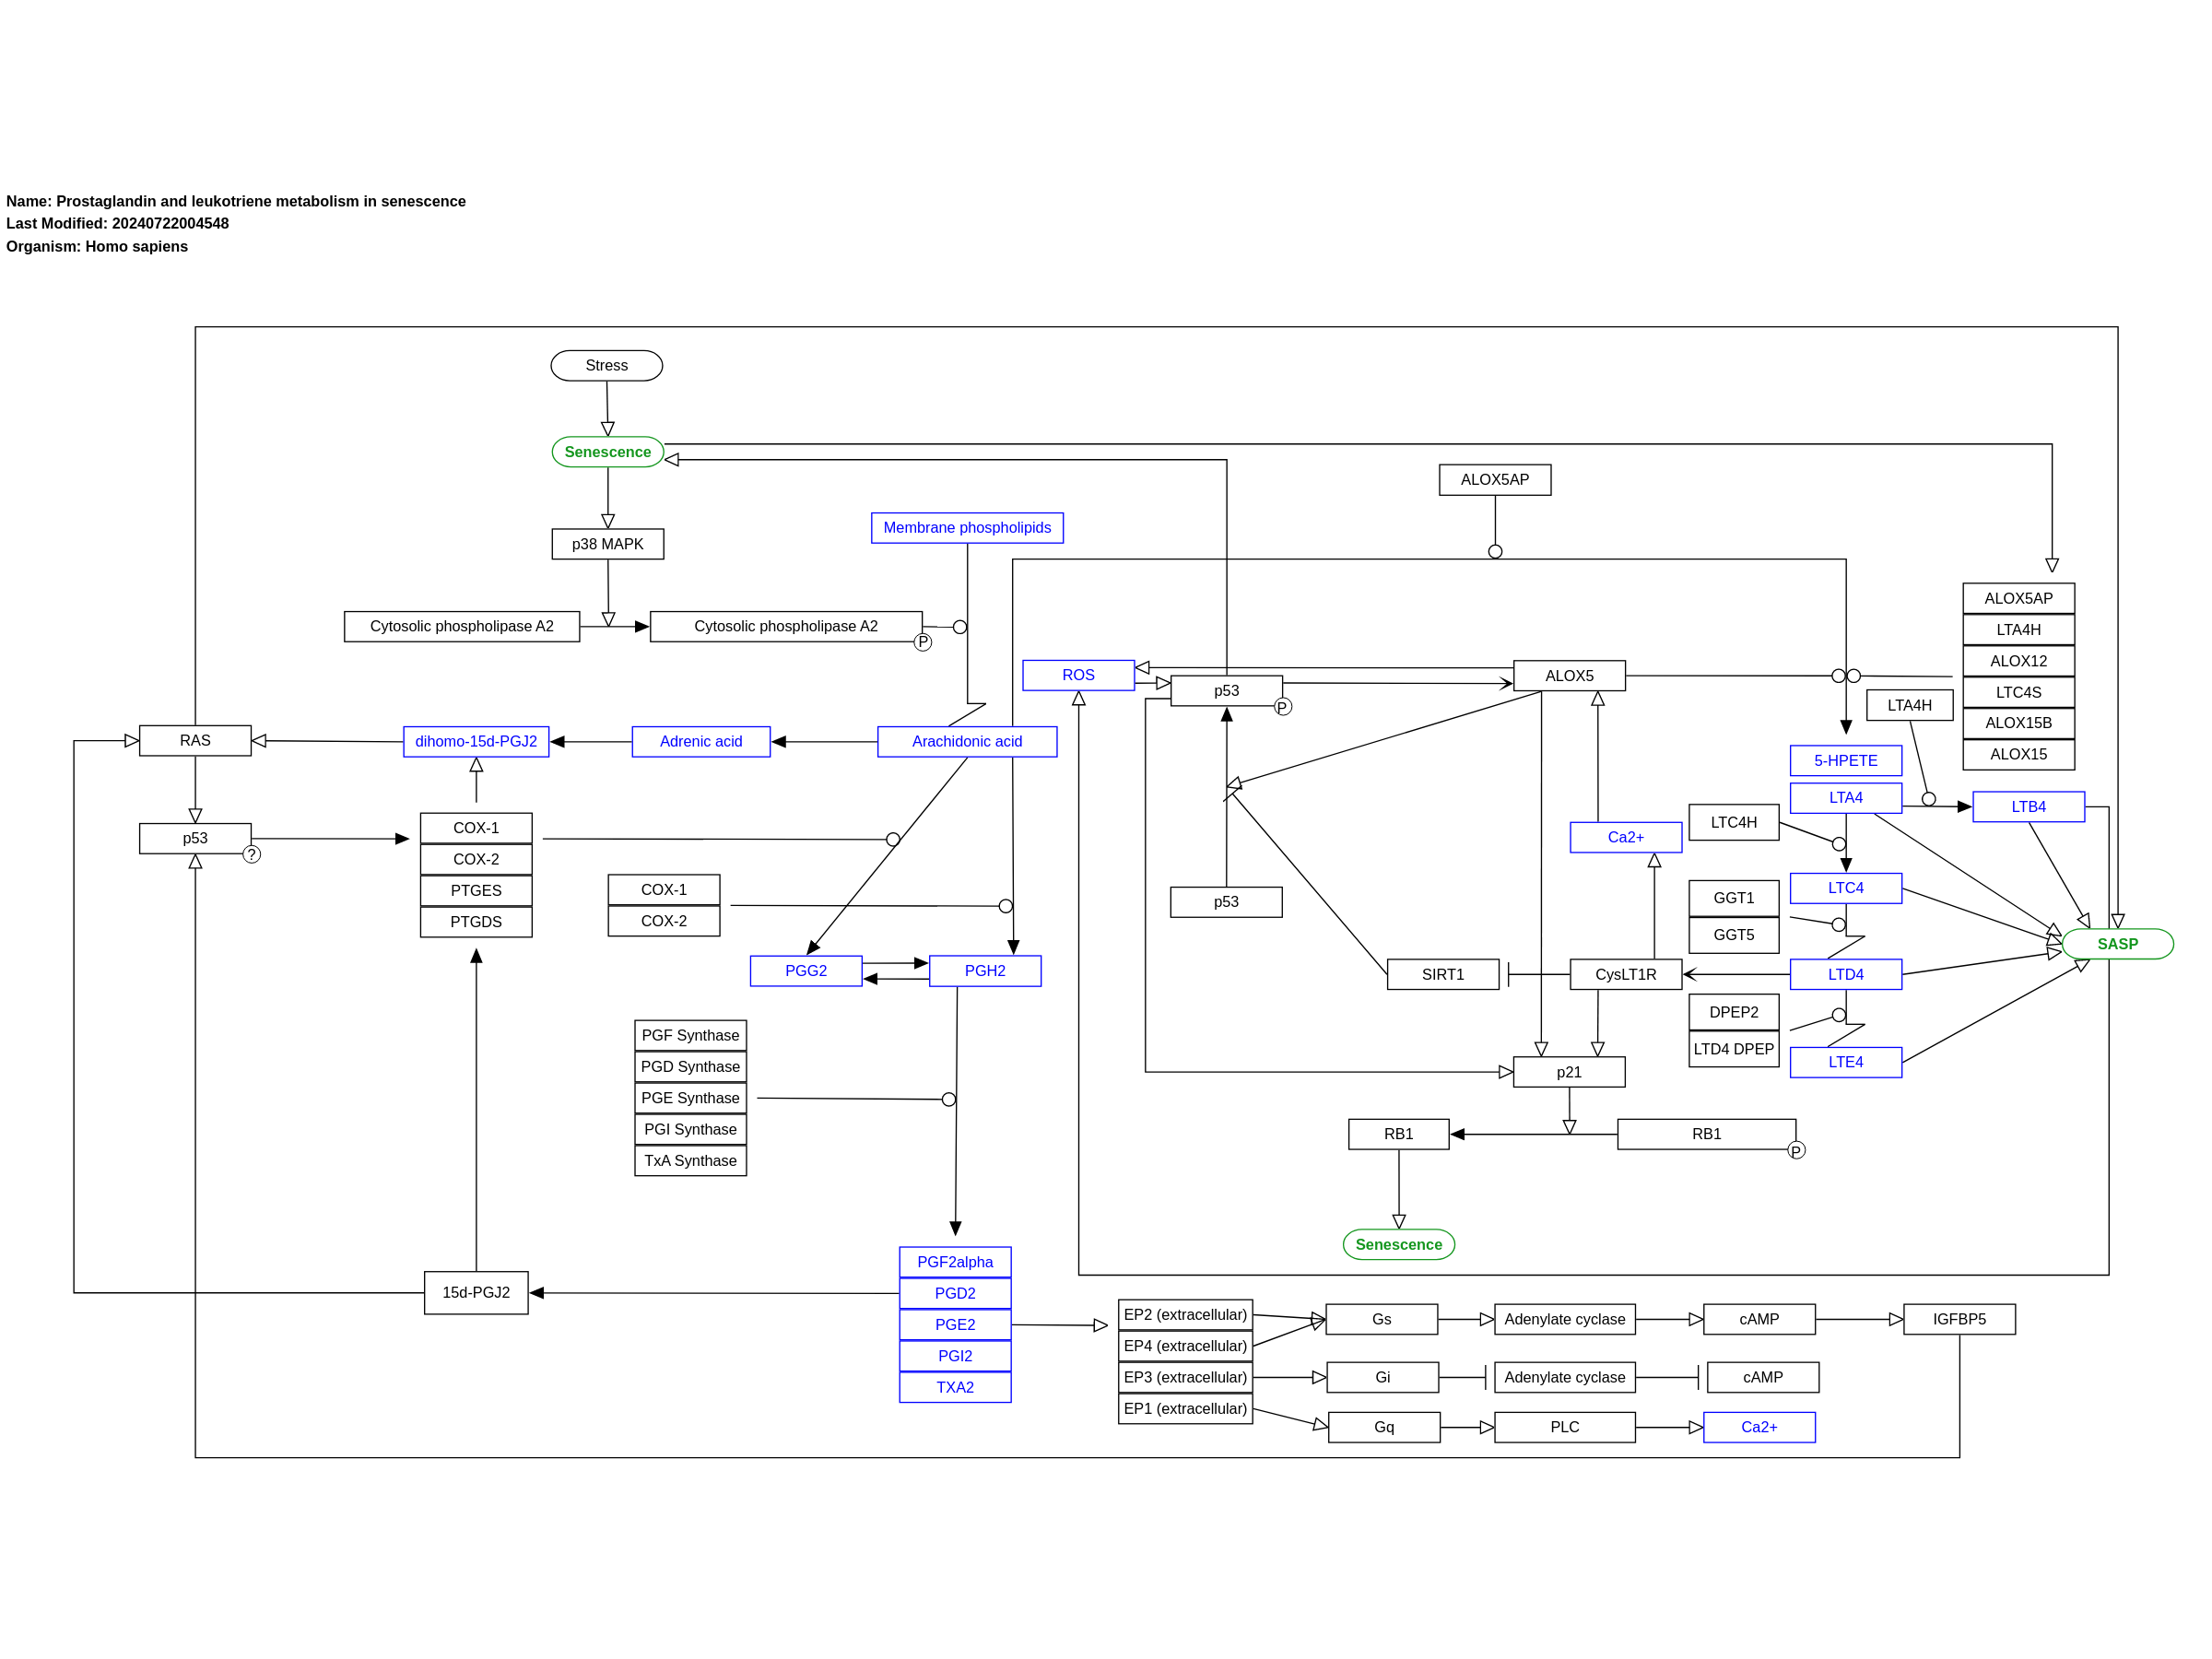 Name: Prostaglandin and leukotriene metabolism in senescence
Last Modified: 20240722004548
Organism: Homo sapiens
Stress
Senescence
p38 MAPK
Membrane phospholipids
ALOX5AP
Cytosolic phospholipase A2
Cytosolic phospholipase A2
P
ROS
p53
P
ALOX5
ALOX5AP
LTA4H
ALOX12
LTC4S
ALOX15B
ALOX15
LTA4H
RAS
dihomo-15d-PGJ2
Adrenic acid
Arachidonic acid
5-HPETE
LTA4
LTB4
p53
?
COX-1
COX-2
PTGES
PTGDS
COX-1
COX-2
p53
Ca2+
LTC4H
LTC4
GGT1
GGT5
SASP
PGG2
PGH2
SIRT1
CysLT1R
LTD4
DPEP2
LTD4 DPEP
LTE4
PGF Synthase
PGD Synthase
PGE Synthase
PGI Synthase
TxA Synthase
p21
RB1
RB1
P
Senescence
15d-PGJ2
PGF2alpha
PGD2
PGE2
PGI2
TXA2
EP2 (extracellular)
EP4 (extracellular)
EP3 (extracellular)
EP1 (extracellular)
Gs
Adenylate cyclase
cAMP
IGFBP5
Gi
Adenylate cyclase
cAMP
Gq
PLC
Ca2+